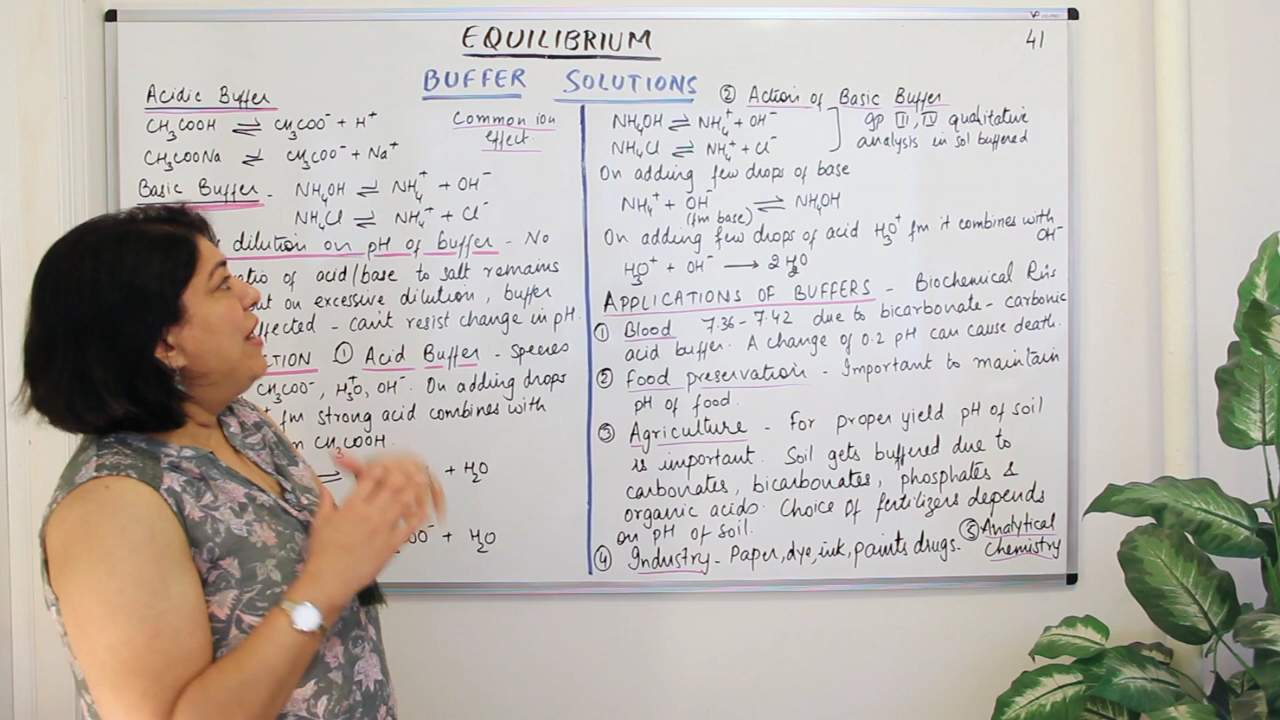 EQUILIBRIUM
41
BUFFER SOLUTIONS
Acidic Buffer
CH₃COOH ⇌ CH₃COO⁻ + H⁺
CH₃COONa ⇌ CH₃COO⁻ + Na⁺
Common ion
effect.
Basic Buffer - NH₄OH ⇌ NH₄⁺ + OH⁻
NH₄Cl ⇌ NH₄⁺ + Cl⁻
dilution on pH of buffer - No
ratio of acid/base to salt remains
on excessive dilution, buffer
- can't resist change in pH.
① Acid Buffer - Species
CH₃COO⁻, H₃O⁺, OH⁻. On adding drops
fm strong acid combines with
CH₃COOH.
⇌ + H₂O
+ H₂O
② Action of Basic Buffer
NH₄OH ⇌ NH₄⁺ + OH⁻
NH₄Cl ⇌ NH₄⁺ + Cl⁻
gp III, IV qualitative
analysis in sol buffered
On adding few drops of base
NH₄⁺ + OH⁻ ⇌ NH₄OH
(fm base)
On adding few drops of acid H₃O⁺ fm it combines with
OH⁻
H₃O⁺ + OH⁻ → 2H₂O
APPLICATIONS OF BUFFERS - Biochemical Rxns
① Blood 7.36 - 7.42 due to bicarbonate - carbonic
acid buffer. A change of 0.2 pH can cause death.
② Food preservation - Important to maintain
pH of food.
③ Agriculture - For proper yield pH of soil
is important. Soil gets buffered due to
carbonates, bicarbonates, phosphates &
organic acids. Choice of fertilizers depends
on pH of soil.
④ Industry - Paper, dye, ink, paints drugs. ⑤ Analytical
Chemistry